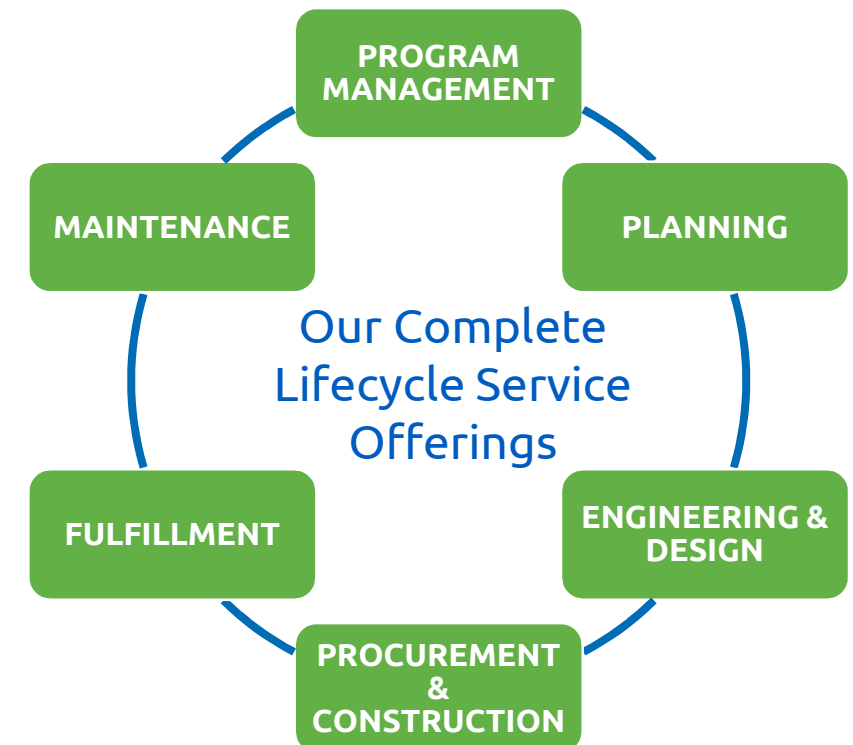 PROGRAM
MANAGEMENT
PLANNING
ENGINEERING &
DESIGN
PROCUREMENT
&
CONSTRUCTION
FULFILLMENT
MAINTENANCE
Our Complete
Lifecycle Service
Offerings